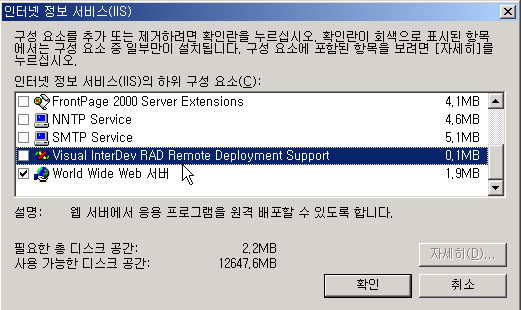 인터넷 정보 서비스(IIS)
구성 요소를 추가 또는 제거하려면 확인란을 누르십시오. 확인란이 회색으로 표시된 항목
에서는 구성 요소 중 일부만이 설치됩니다. 구성 요소에 포함된 항목을 보려면 [자세히]를
누르십시오.
인터넷 정보 서비스(IIS)의 하위 구성 요소(C):
FrontPage 2000 Server Extensions 4.1MB
NNTP Service 4.6MB
SMTP Service 5.1MB
Visual InterDev RAD Remote Deployment Support 0.1MB
World Wide Web 서버 1.9MB
설명: 웹 서버에서 응용 프로그램을 원격 배포할 수 있도록 합니다.
필요한 총 디스크 공간: 2.2MB
사용 가능한 디스크 공간: 12647.6MB
자세히(D)...
확인 취소